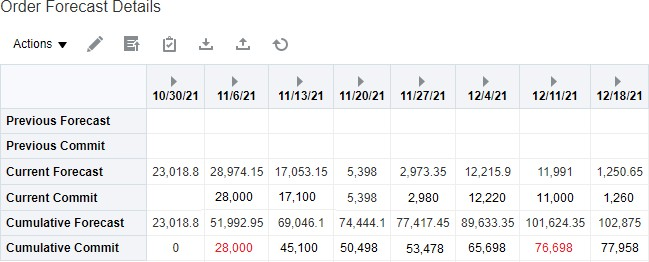 Order Forecast Details
Actions
10/30/21 11/6/21 11/13/21 11/20/21 11/27/21 12/4/21 12/11/21 12/18/21
Previous Forecast
Previous Commit
Current Forecast 23,018.8 28,974.15 17,053.15 5,398 2,973.35 12,215.9 11,991 1,250.65
Current Commit 28,000 17,100 5,398 2,980 12,220 11,000 1,260
Cumulative Forecast 23,018.8 51,992.95 69,046.1 74,444.1 77,417.45 89,633.35 101,624.35 102,875
Cumulative Commit 0 28,000 45,100 50,498 53,478 65,698 76,698 77,958